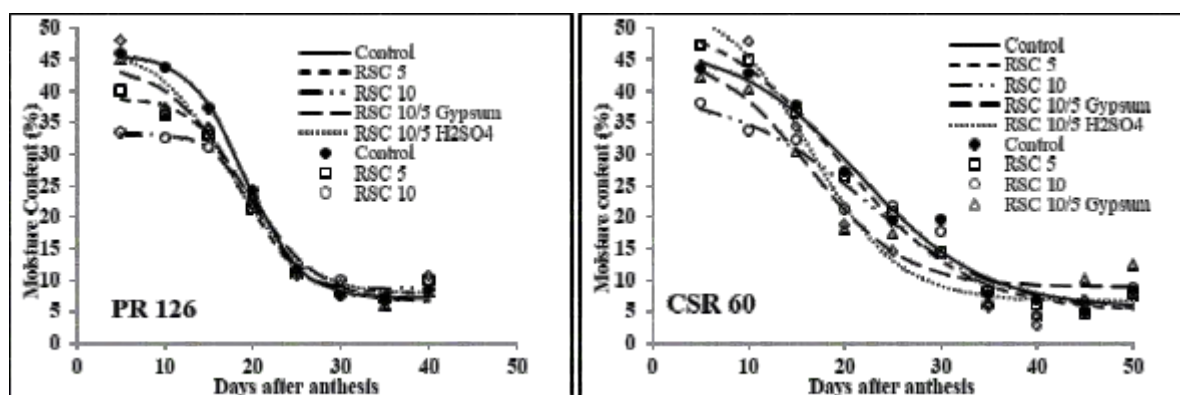 50
45
40
35
30
25
20
15
10
5
0
Moisture Content (%)
Control
RSC 5
RSC 10
RSC 10/5 Gypsum
RSC 10/5 H2SO4
Control
RSC 5
RSC 10
PR 126
0 10 20 30 40 50
Days after anthesis
50
45
40
35
30
25
20
15
10
5
0
Moisture content (%)
Control
RSC 5
RSC 10
RSC 10/5 Gypsum
RSC 10/5 H2SO4
Control
RSC 5
RSC 10
RSC 10/5 Gypsum
CSR 60
0 10 20 30 40 50
Days after anthesis